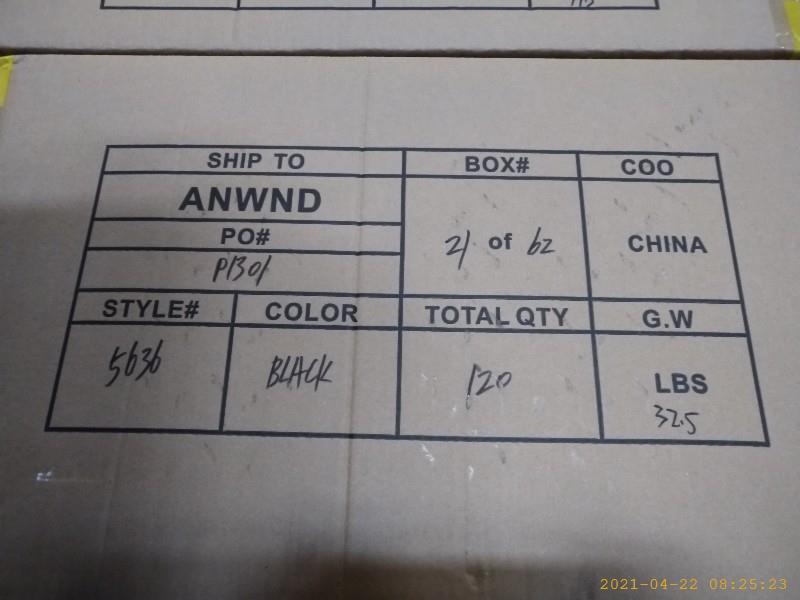 SHIP TO
BOX#
COO
ANWND
21 of 62
CHINA
PO#
P1301
STYLE#
COLOR
TOTAL QTY
G.W
5636
BLACK
120
LBS
32.5
2021-04-22 08:25:23